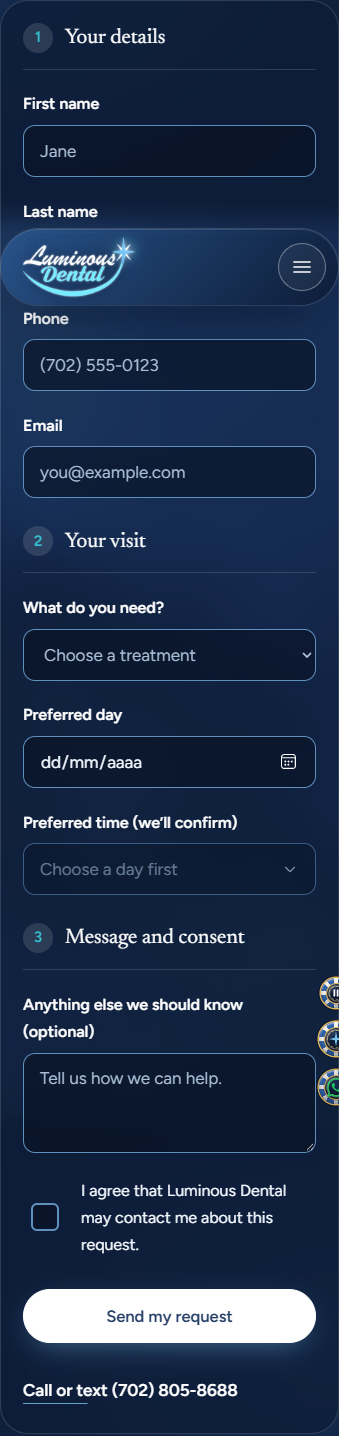 1 Your details
First name
Jane
Last name
Luminous
Dental
Phone
(702) 555-0123
Email
you@example.com
2 Your visit
What do you need?
Choose a treatment
Preferred day
dd/mm/aaaa
Preferred time (we’ll confirm)
Choose a day first
3 Message and consent
Anything else we should know
(optional)
Tell us how we can help.
I agree that Luminous Dental
may contact me about this
request.
Send my request
Call or text (702) 805-8688